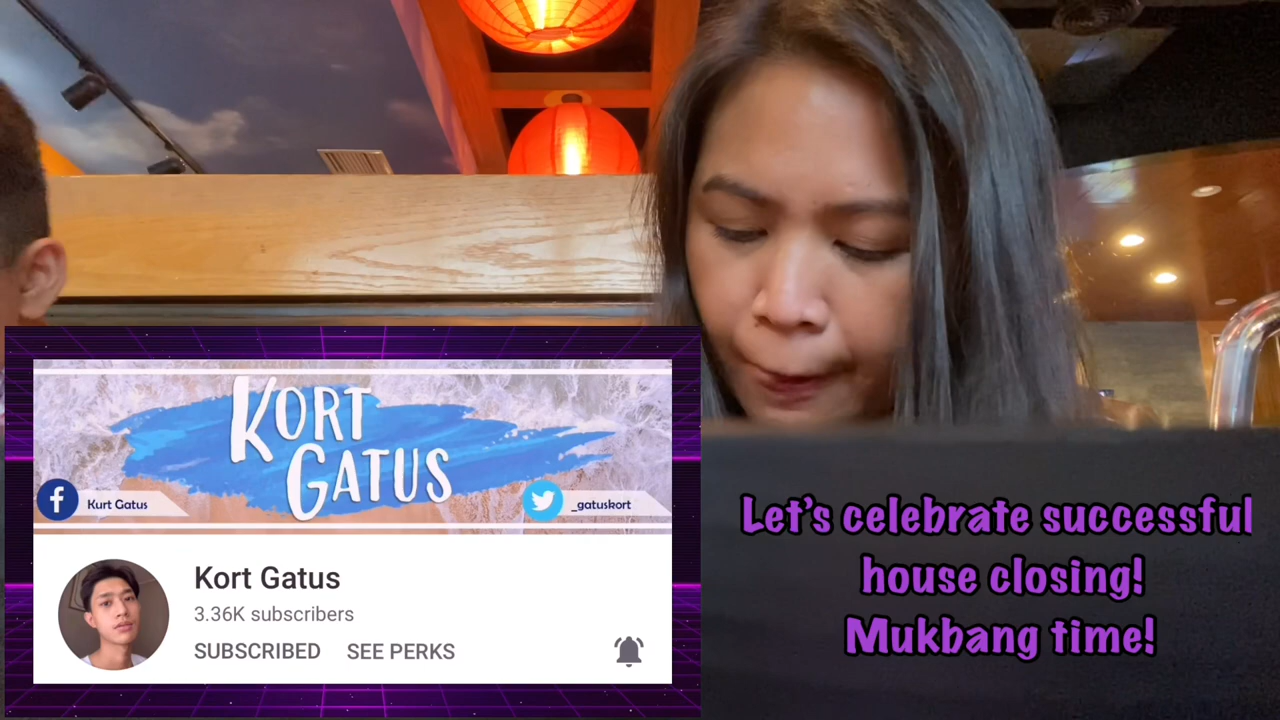 KORT
GATUS
Kurt Gatus
_gatuskort
Kort Gatus
3.36K subscribers
SUBSCRIBED SEE PERKS
Let's celebrate successful
house closing!
Mukbang time!